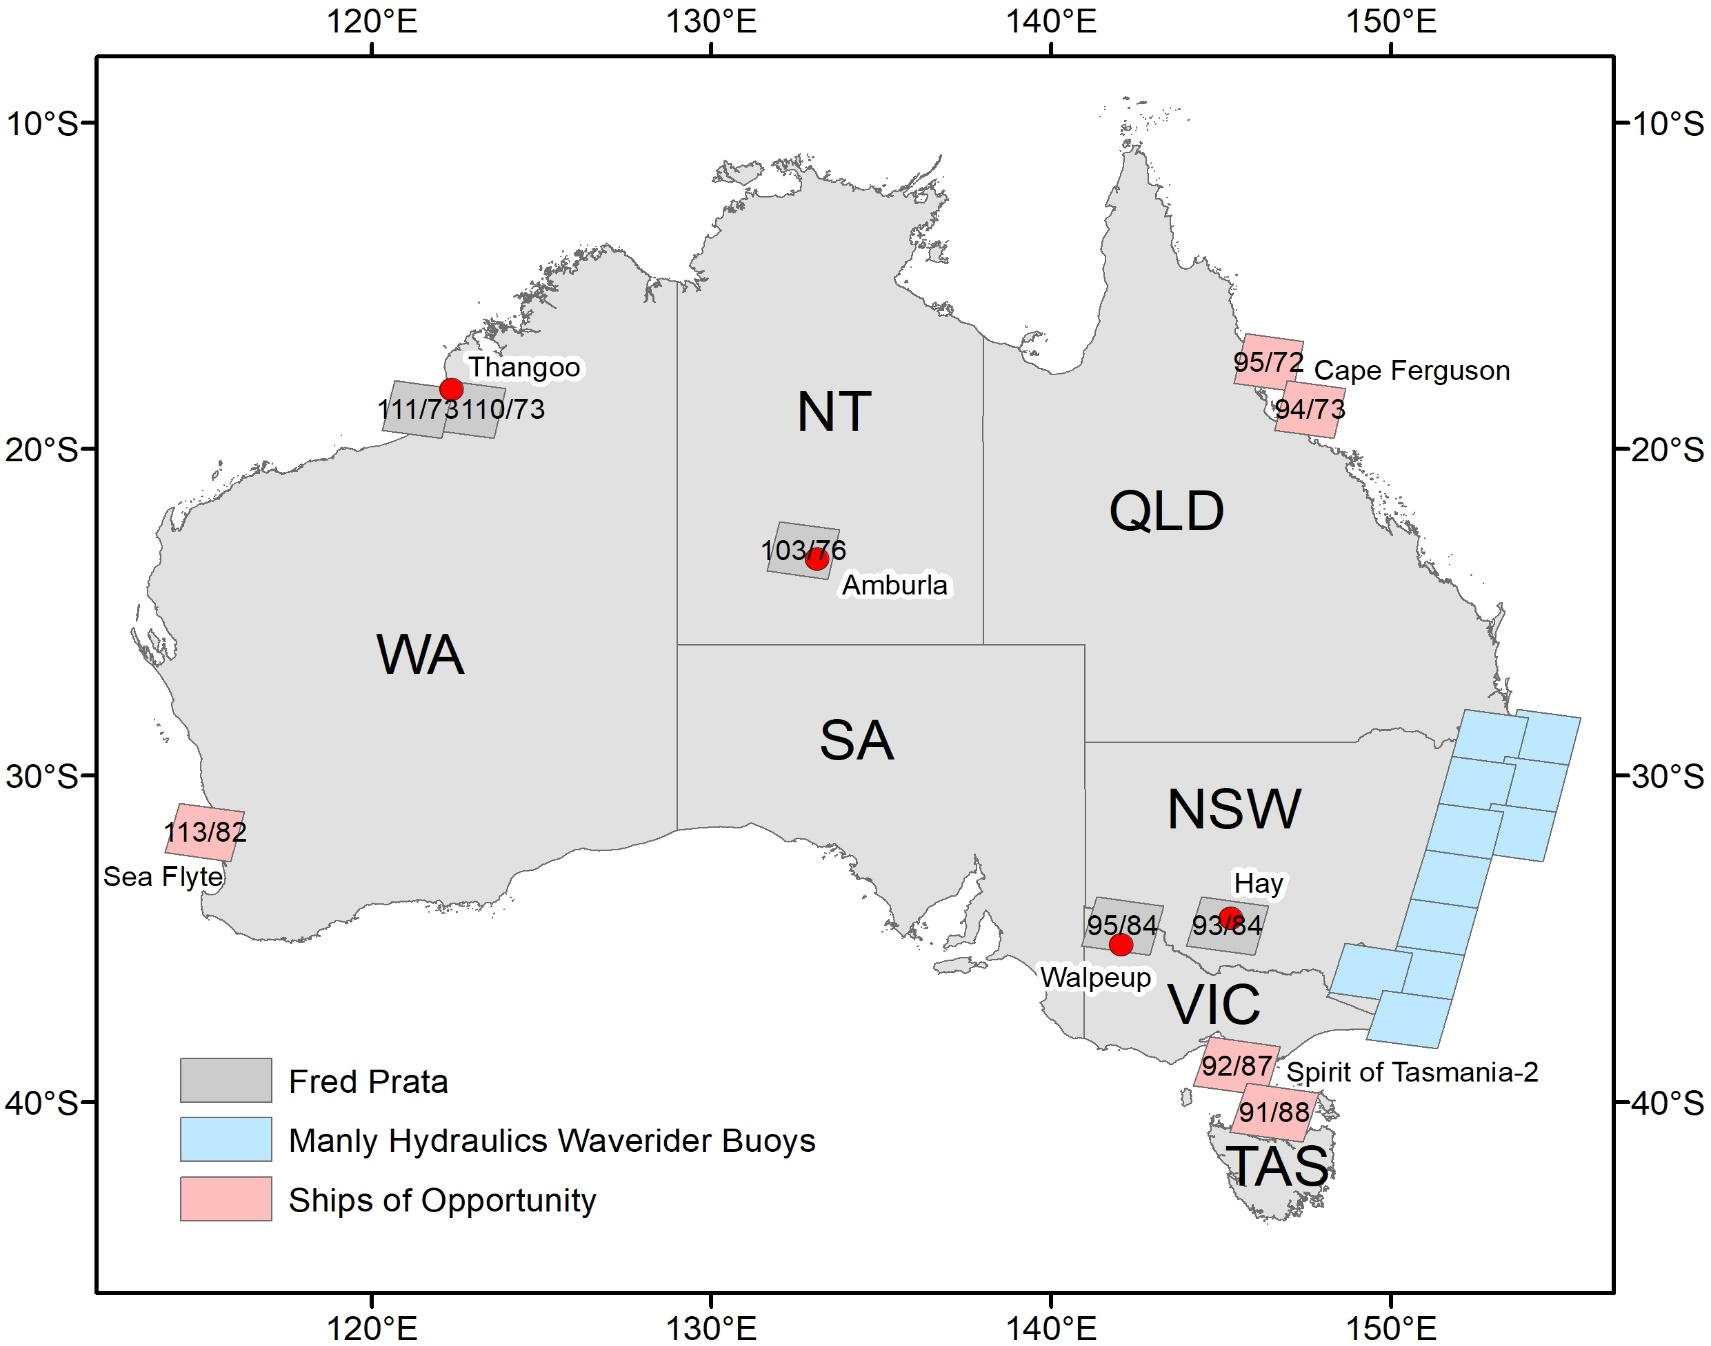 120°E 130°E 140°E 150°E
10°S 10°S
Thangoo
95/72 Cape Ferguson
111/73 110/73 NT 94/73
20°S 20°S
QLD
103/76
Amburla
WA
SA
30°S 30°S
NSW
113/82
Sea Flyte Hay
95/84 93/84
Walpeup
VIC
92/87 Spirit of Tasmania-2
Fred Prata
40°S 40°S
91/88
Manly Hydraulics Waverider Buoys
TAS
Ships of Opportunity
120°E 130°E 140°E 150°E